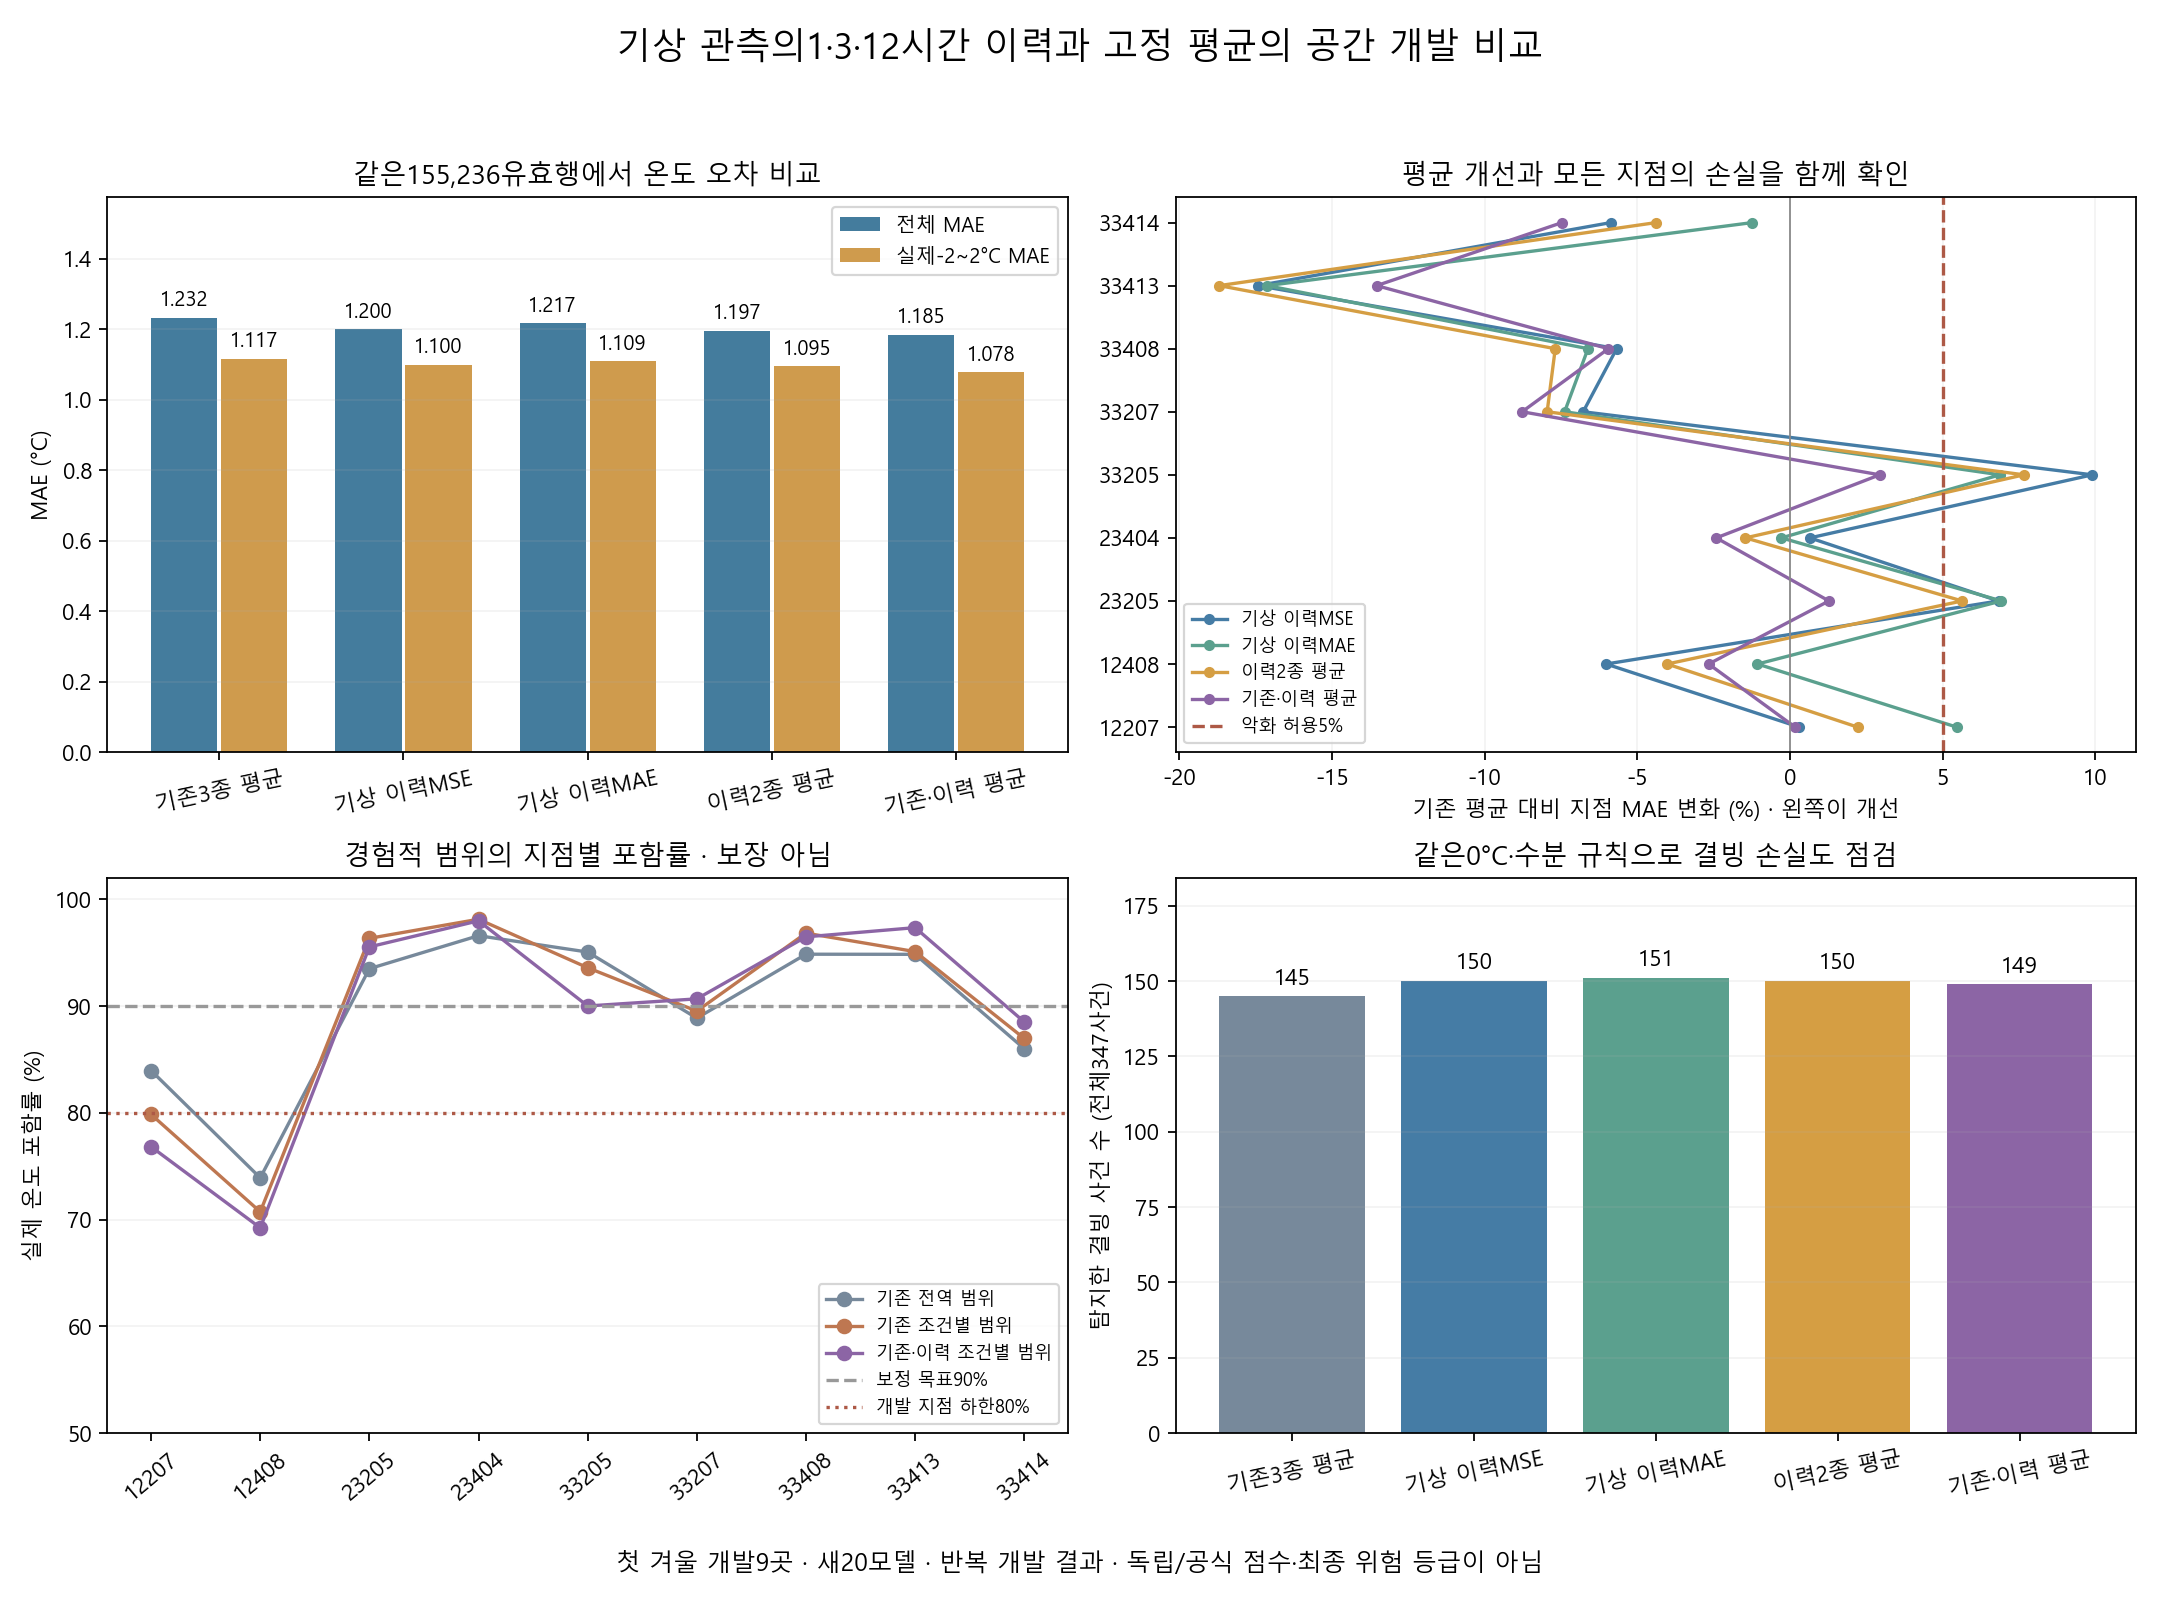 기상 관측의1·3·12시간 이력과 고정 평균의 공간 개발 비교
같은155,236유효행에서 온도 오차 비교
MAE (°C)
1.4
1.2
1.0
0.8
0.6
0.4
0.2
0.0
전체 MAE
실제-2~2°C MAE
1.232
1.117
1.200
1.100
1.217
1.109
1.197
1.095
1.185
1.078
기존3종 평균
기상 이력MSE
기상 이력MAE
이력2종 평균
기존·이력 평균
평균 개선과 모든 지점의 손실을 함께 확인
33414
33413
33408
33207
33205
23404
23205
12408
12207
기상 이력MSE
기상 이력MAE
이력2종 평균
기존·이력 평균
악화 허용5%
-20
-15
-10
-5
0
5
10
기존 평균 대비 지점 MAE 변화 (%) · 왼쪽이 개선
경험적 범위의 지점별 포함률 · 보장 아님
실제 온도 포함률 (%)
100
90
80
70
60
50
기존 전역 범위
기존 조건별 범위
기존·이력 조건별 범위
보정 목표90%
개발 지점 하한80%
12207
12408
23205
23404
33205
33207
33408
33413
33414
같은0°C·수분 규칙으로 결빙 손실도 점검
탐지한 결빙 사건 수 (전체347사건)
175
150
125
100
75
50
25
0
145
150
151
150
149
기존3종 평균
기상 이력MSE
기상 이력MAE
이력2종 평균
기존·이력 평균
첫 겨울 개발9곳 · 새20모델 · 반복 개발 결과 · 독립/공식 점수·최종 위험 등급이 아님